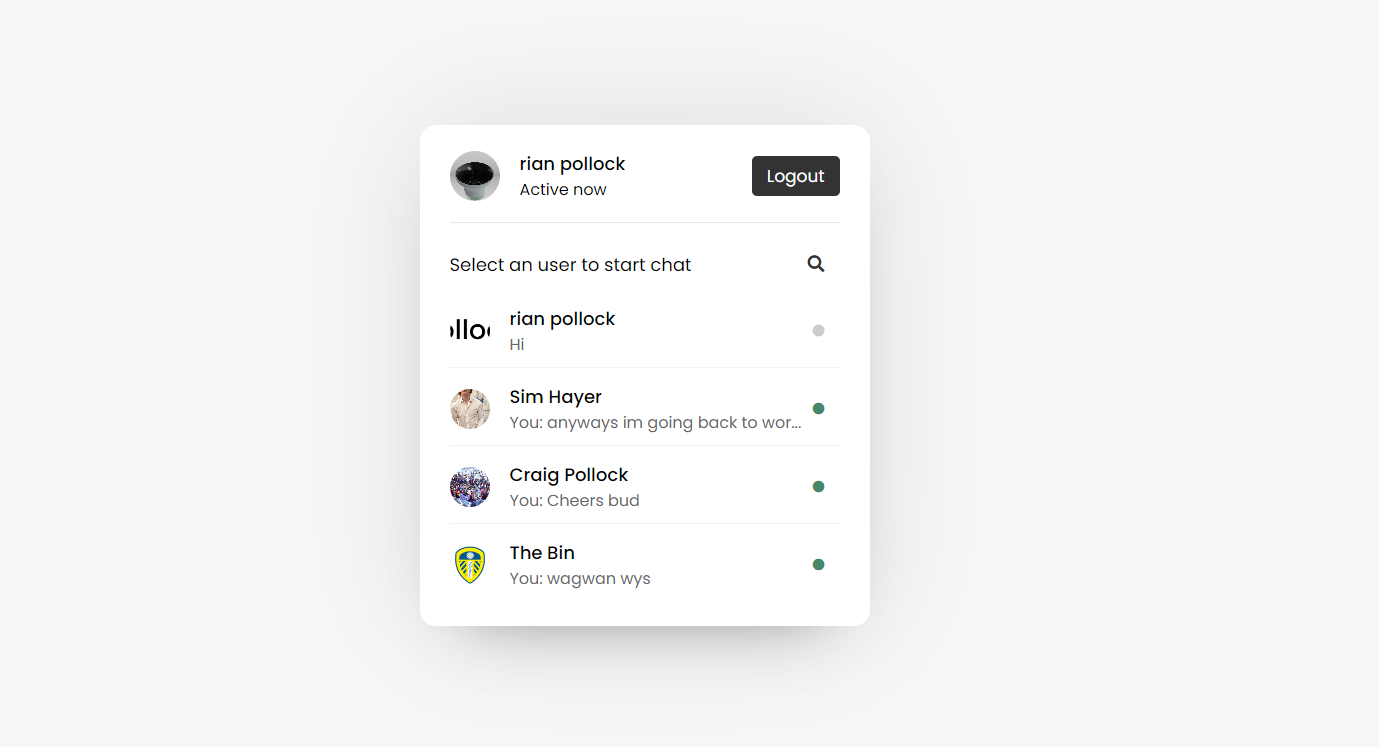 rian pollock
Active now
Logout
Select an user to start chat
ollo
rian pollock
Hi
Sim Hayer
You: anyways im going back to wor...
Craig Pollock
You: Cheers bud
The Bin
You: wagwan wys